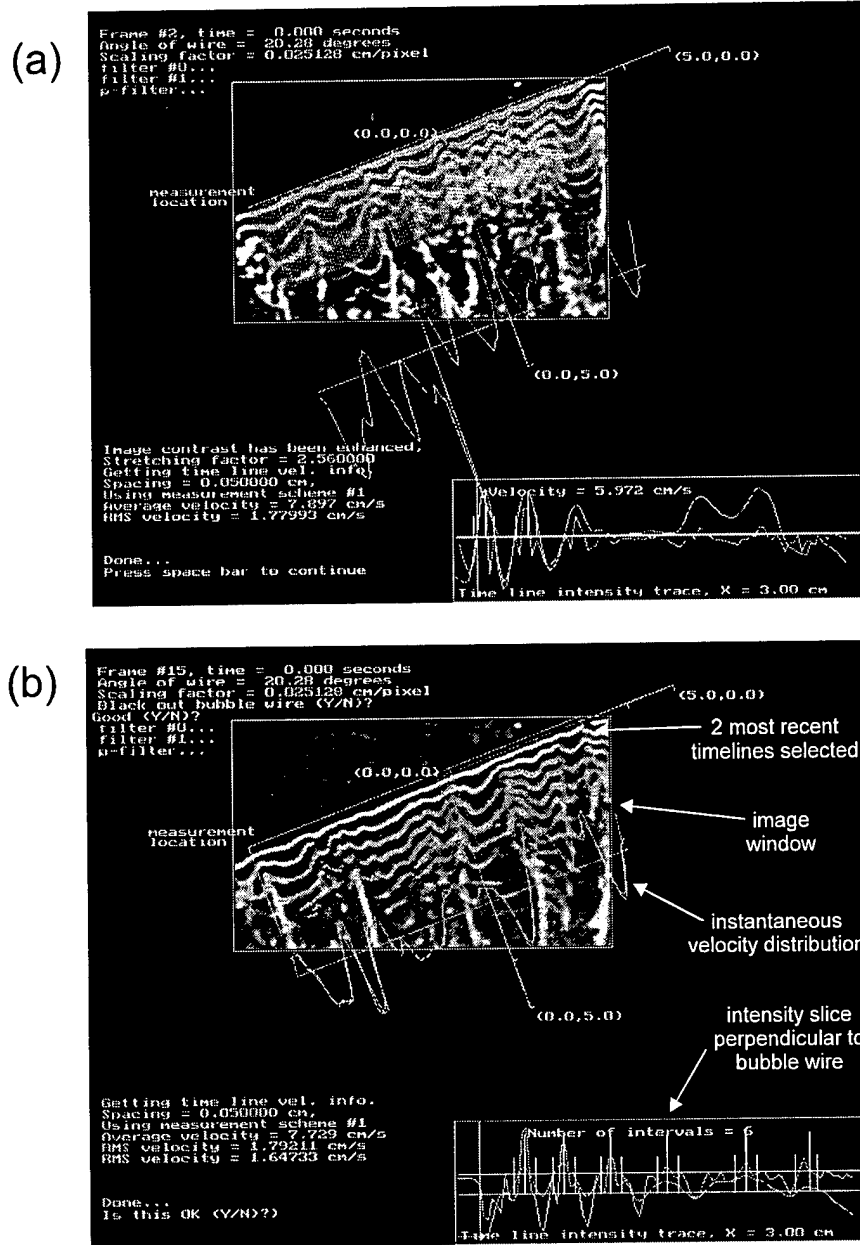 (a)
Frame #2, time = 0.000 seconds
Angle of wire = 20.28 degrees
Scaling factor = 0.025128 cm/pixel
filter #0...
filter #1...
p-filter...
(5.0,0.0)
(0.0,0.0)
measurement
location
(0.0,5.0)
Image contrast has been enhanced,
Stretching factor = 2.560000
Getting time line vel. info.
Spacing = 0.050000 cm,
Using measurement scheme #1
Average velocity = 7.897 cm/s
RMS velocity = 1.77993 cm/s
Done...
Press space bar to continue
Velocity = 5.972 cm/s
Time line intensity trace, X = 3.00 cm
(b)
Frame #15, time = 0.000 seconds
Angle of wire = 20.28 degrees
Scaling factor = 0.025128 cm/pixel
Black out bubble wire (Y/N)?
Good (Y/N)?
filter #0...
filter #1...
p-filter...
(5.0,0.0)
2 most recent
timelines selected
(0.0,0.0)
measurement
location
image
window
instantaneous
velocity distribution
(0.0,5.0)
intensity slice
perpendicular to
bubble wire
Getting time line vel. info.
Spacing = 0.050000 cm,
Using measurement scheme #1
Average velocity = 7.729 cm/s
RMS velocity = 1.79211 cm/s
RMS velocity = 1.64733 cm/s
Done...
Is this OK (Y/N)?)
Number of intervals = 6
Time line intensity trace, X = 3.00 cm